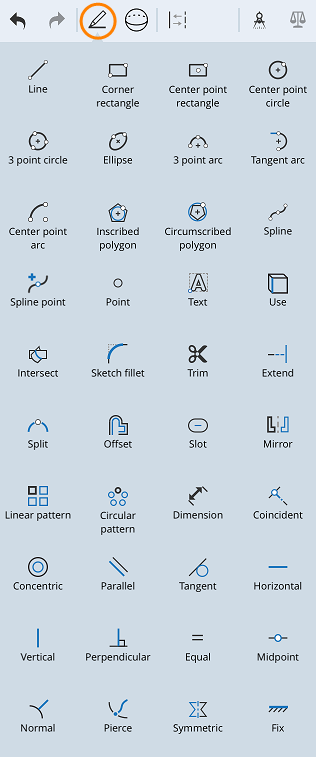 Line
Corner
rectangle
Center point
rectangle
Center point
circle
3 point circle
Ellipse
3 point arc
Tangent arc
Center point
arc
Inscribed
polygon
Circumscribed
polygon
Spline
Spline point
Point
A
Text
Use
Intersect
Sketch fillet
Trim
Extend
Split
Offset
Slot
Mirror
Linear pattern
Circular
pattern
Dimension
Coincident
Concentric
Parallel
Tangent
Horizontal
Vertical
Perpendicular
Equal
Midpoint
Normal
Pierce
Symmetric
Fix